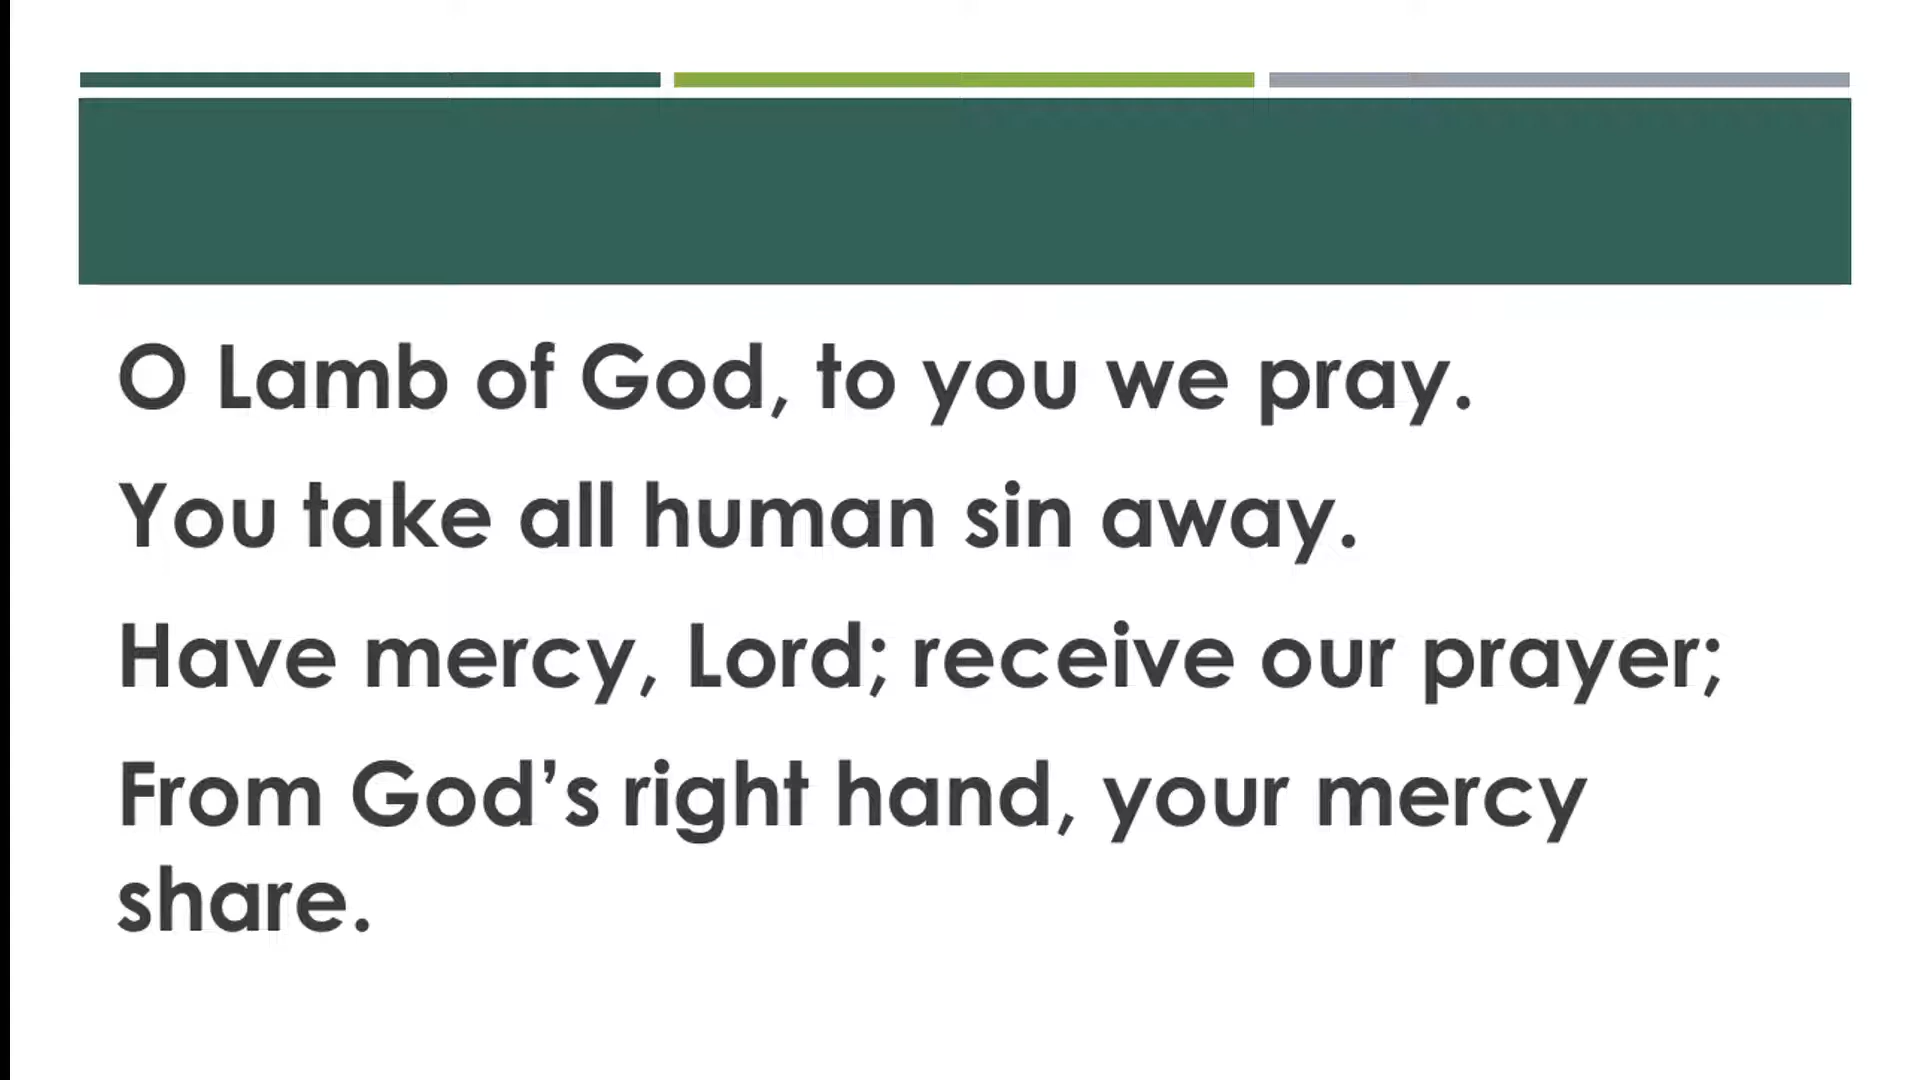 O Lamb of God, to you we pray.
You take all human sin away.
Have mercy, Lord; receive our prayer;
From God’s right hand, your mercy
share.